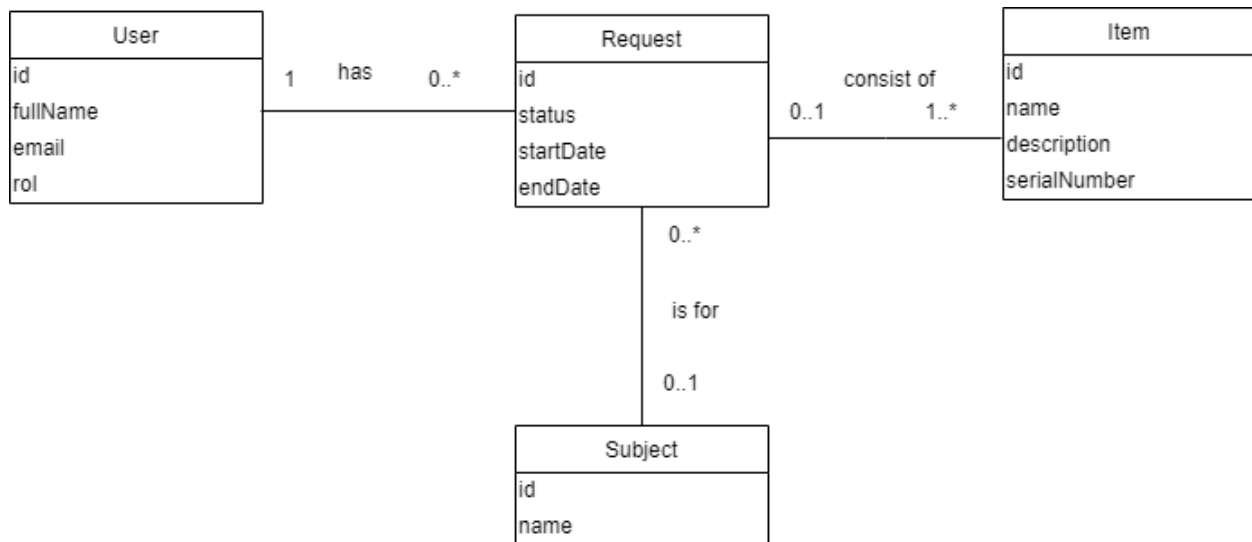 User
id
fullName
email
rol
1
has
0..*
Request
id
status
startDate
endDate
consist of
0..1
1..*
Item
id
name
description
serialNumber
0..*
is for
0..1
Subject
id
name